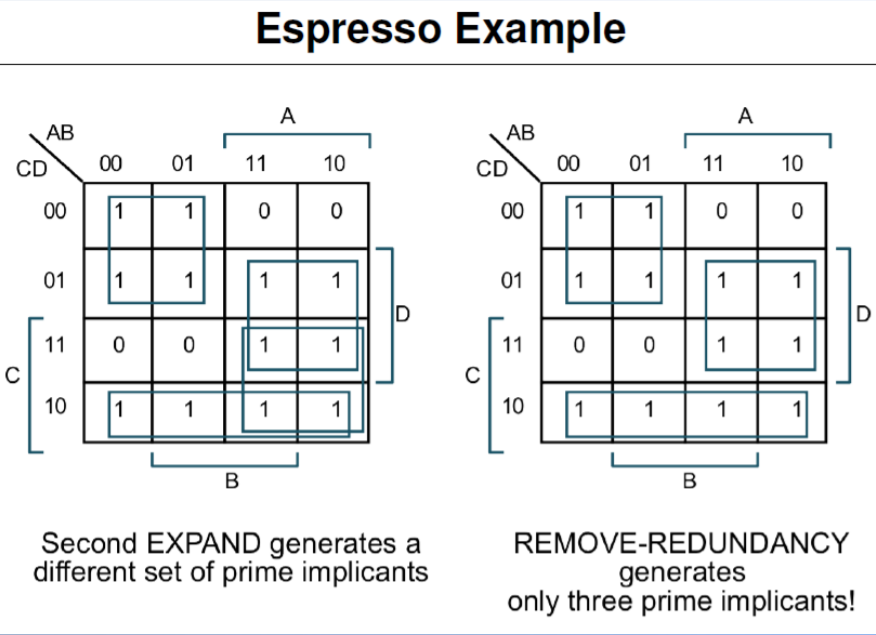 Espresso Example
A A
AB AB
CD 00 01 11 10 CD 00 01 11 10
00 1 1 0 0 00 1 1 0 0
01 1 1 1 1 01 1 1 1 1
D D
11 0 0 1 1 11 0 0 1 1
C C
10 1 1 1 1 10 1 1 1 1
B B
Second EXPAND generates a
different set of prime implicants
REMOVE-REDUNDANCY
generates
only three prime implicants!